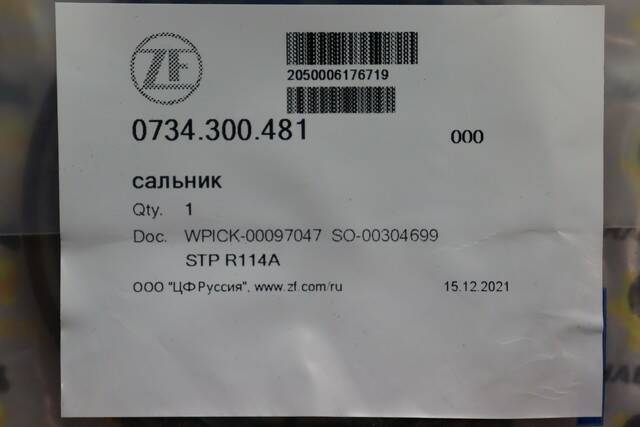 ZF
2050006176719
0734.300.481 000
сальник
Qty. 1
Doc. WPICK-00097047 SO-00304699
STP R114A
ООО "ЦФ Руссия", www.zf.com/ru 15.12.2021